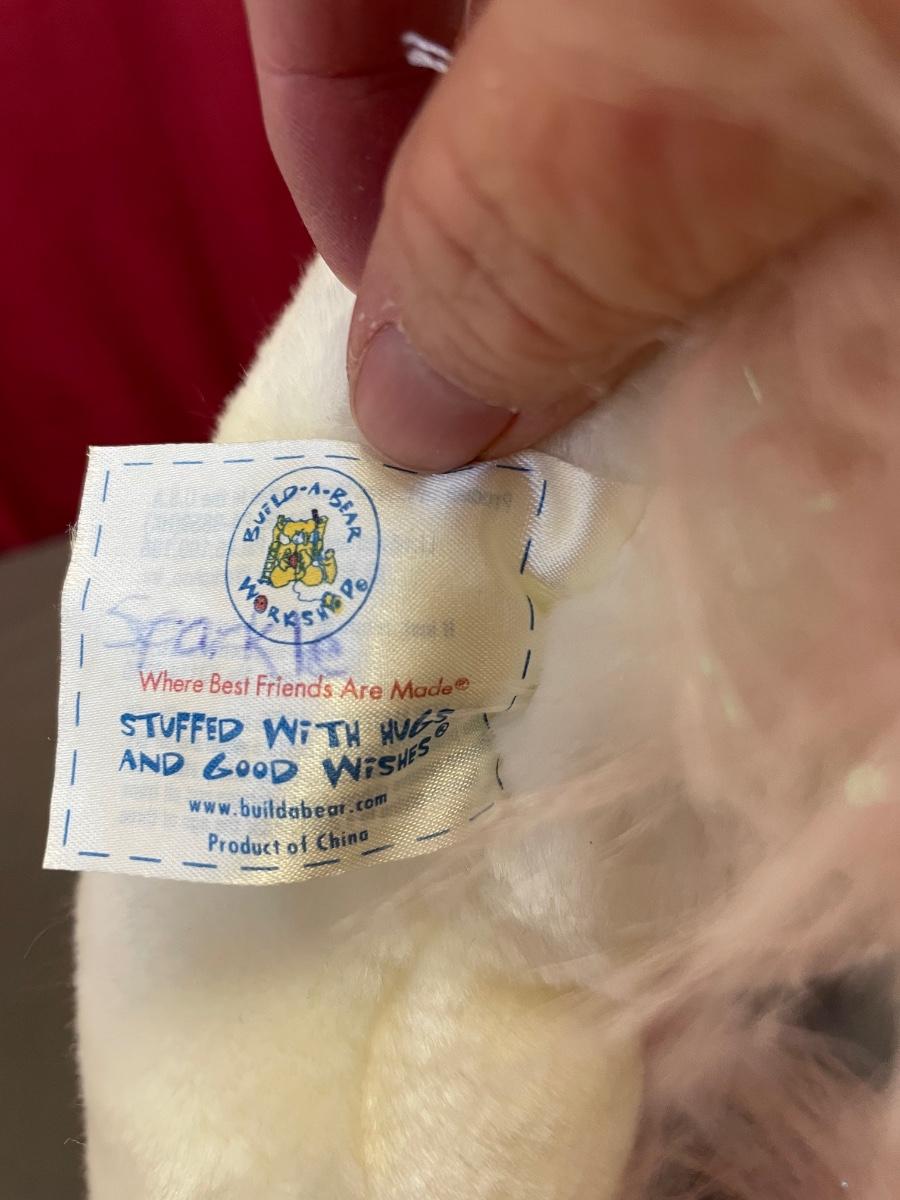 BUILD-A-BEAR
WORKSHOP®
Sparkle
Where Best Friends Are Made®
STUFFED WITH HUGS
AND GOOD WISHES®
www.buildabear.com
Product of China